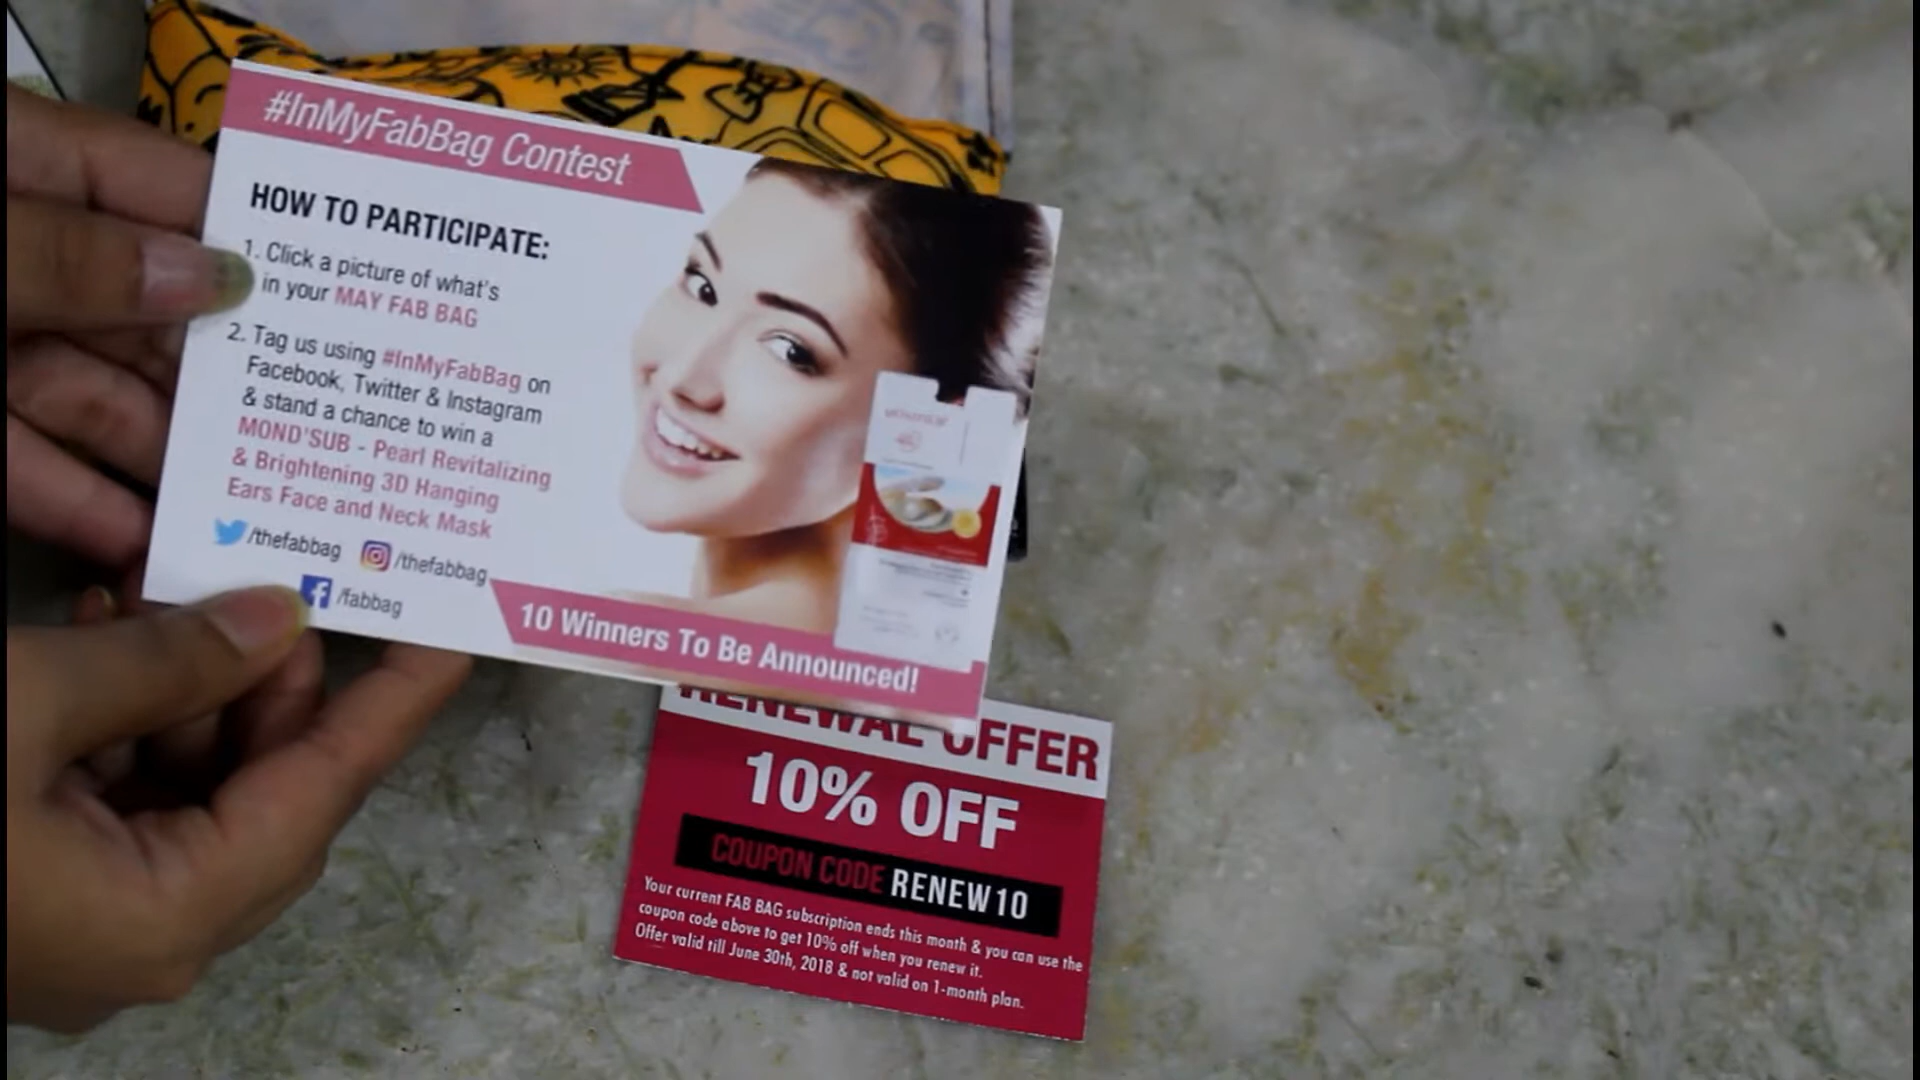 #InMyFabBag Contest
HOW TO PARTICIPATE:
1. Click a picture of what's
in your MAY FAB BAG
2. Tag us using #InMyFabBag on
Facebook, Twitter & Instagram
& stand a chance to win a
MOND'SUB - Pearl Revitalizing
& Brightening 3D Hanging
Ears Face and Neck Mask
/thefabbag /thefabbag
/fabbag
10 Winners To Be Announced!
RENEWAL OFFER
10% OFF
COUPON CODE RENEW10
Your current FAB BAG subscription ends this month & you can use the
coupon code above to get 10% off when you renew it.
Offer valid till June 30th, 2018 & not valid on 1-month plan.